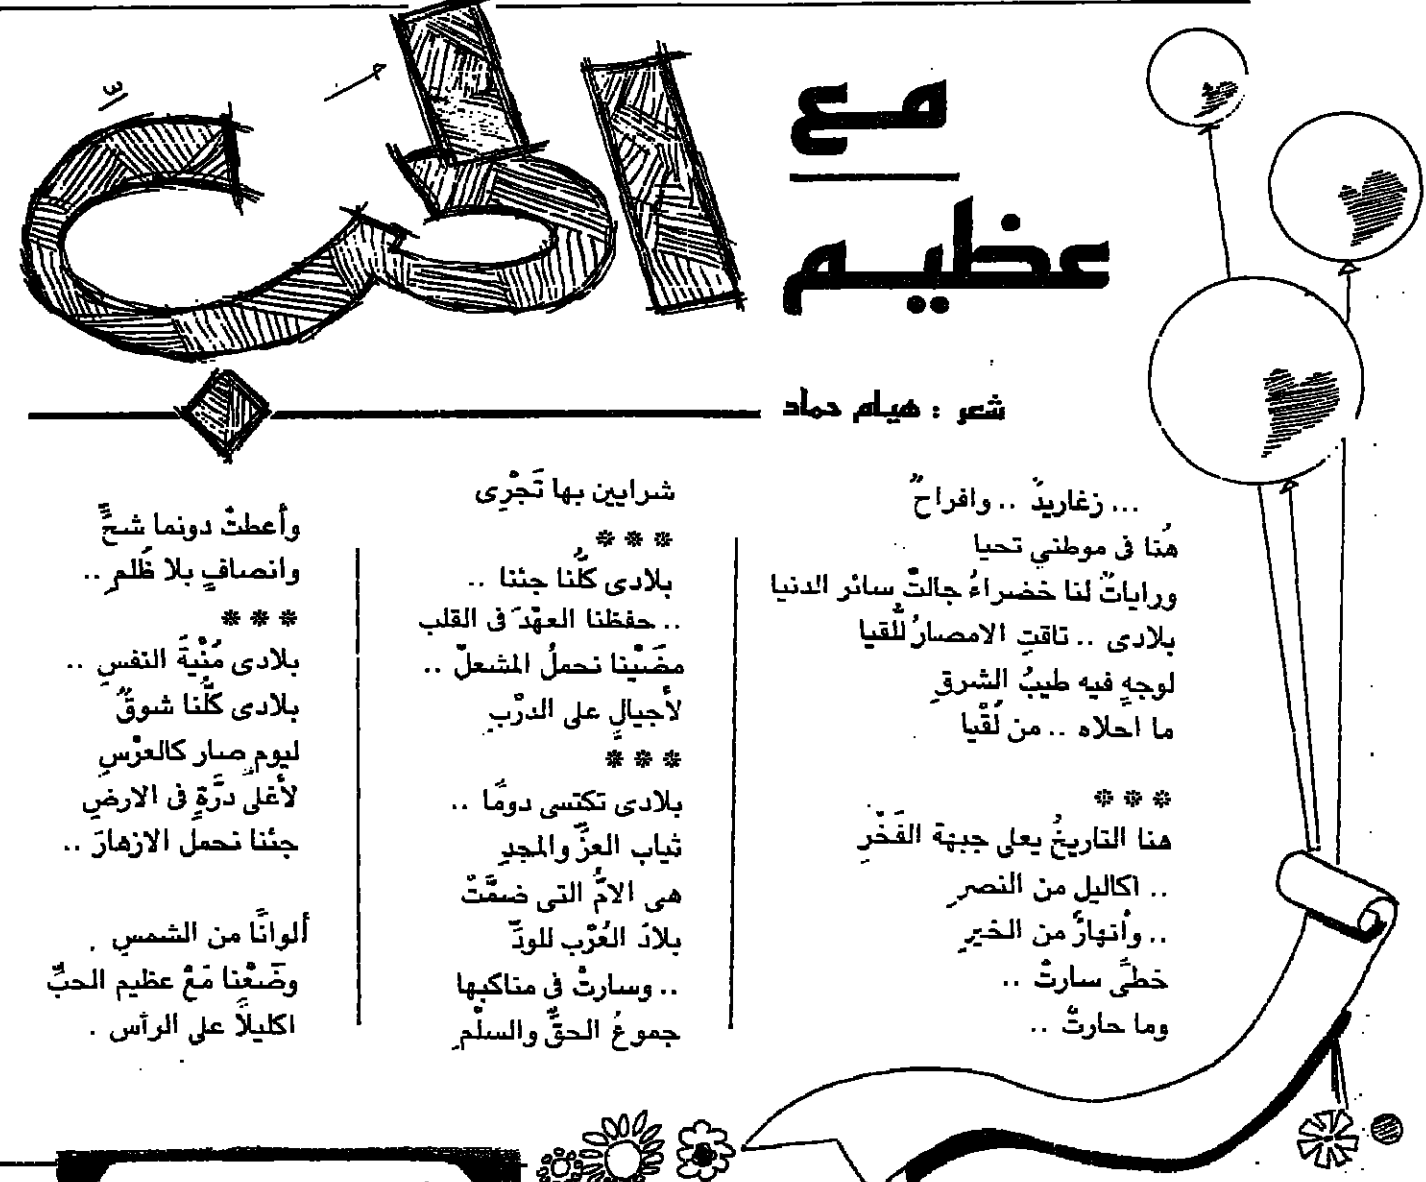 مع
عظيم
الحب
شعر : هيام حماد
... زغاريدٌ .. وافراحٌ
هُنا فى موطني تحيا
وراياتٌ لنا خضراءُ جالتْ سائر الدنيا
بلادى .. تاقتِ الامصارُ للُّقيا
لوجهٍ فيه طيبُ الشرقِ
ما احلاه .. من لُقْيا
***
هنا التاريخُ يعلى جبهة الفَخْرِ
.. اكاليل من النصرِ
.. وأنهارٌ من الخيرِ
خطىً سارتْ ..
وما حارتْ ..
شرايين بها تَجْرِى
***
بلادى كلُّنا جئنا ..
.. حفظنا العهْدَ فى القلب
مضَيْنا نحملُ المشعلْ ..
لأجيالٍ على الدرْبِ
***
بلادى تكتسى دومًا ..
ثياب العزِّ والمجدِ
هى الامُّ التى ضمَّتْ
بلادَ العُرْب للودِّ
.. وسارتْ فى مناكبها
جموعُ الحقِّ والسلْمِ
وأعطتْ دونما شحٍّ
وانصافٍ بلا ظُلمِ ..
***
بلادى مُنْيةَ النفسِ ..
بلادى كلُّنا شوقٌ
ليومٍ صار كالعرْسِ
لأغلى درَّةٍ فى الارضِ
جئنا نحمل الازهارَ ..
ألوانًا من الشمسِ .
وضَعْنا مَعْ عظيم الحبِّ
اكليلاً على الرأس .